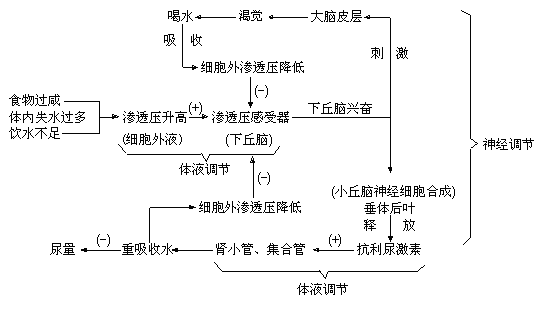 喝水 渴觉 大脑皮层
吸 收
刺 激
细胞外渗透压降低
(−)
食物过咸
体内失水过多
饮水不足
渗透压升高 (+) 渗透压感受器 下丘脑兴奋
(细胞外液) (下丘脑)
神经调节
体液调节
(−)
(小丘脑神经细胞合成)
垂体后叶
细胞外渗透压降低
释 放
尿量 (−) 重吸收水 肾小管、集合管 (+) 抗利尿激素
体液调节